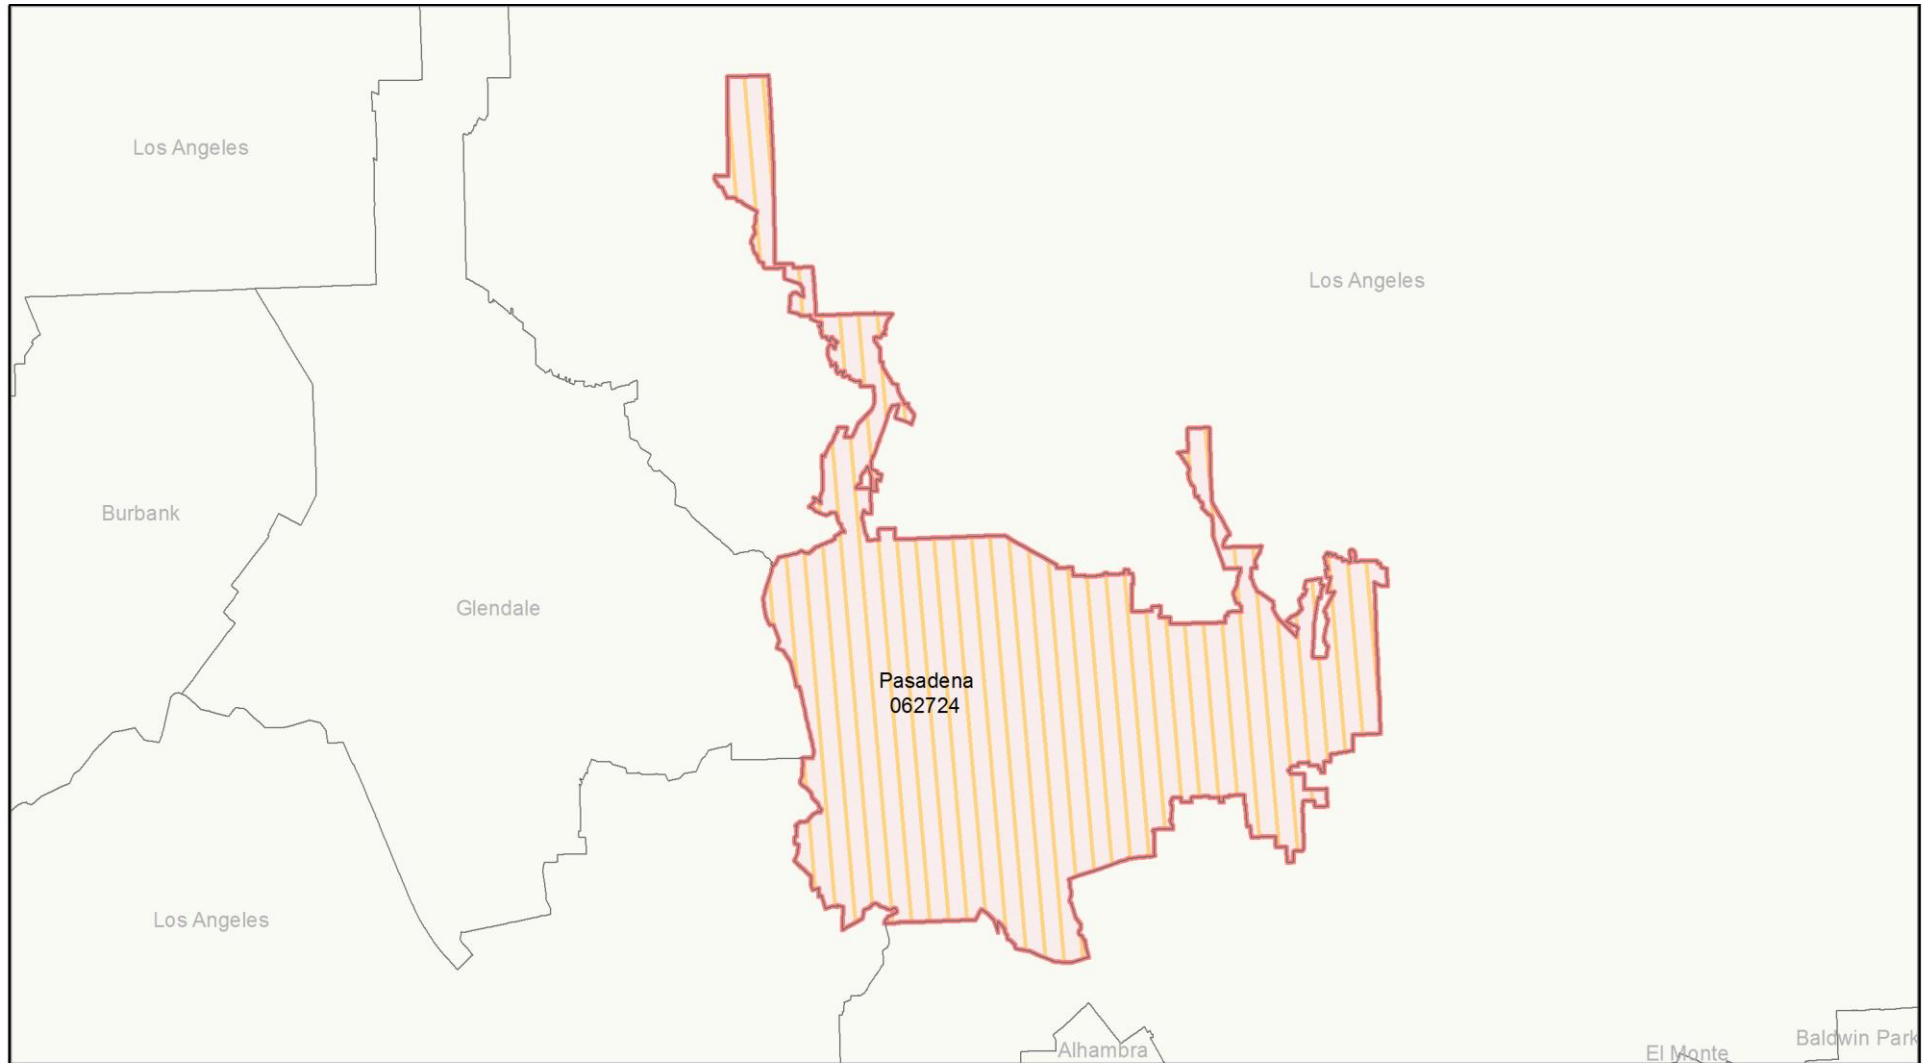 Los Angeles
Los Angeles
Burbank
Glendale
Pasadena
062724
Los Angeles
Alhambra
El Monte
Baldwin Park